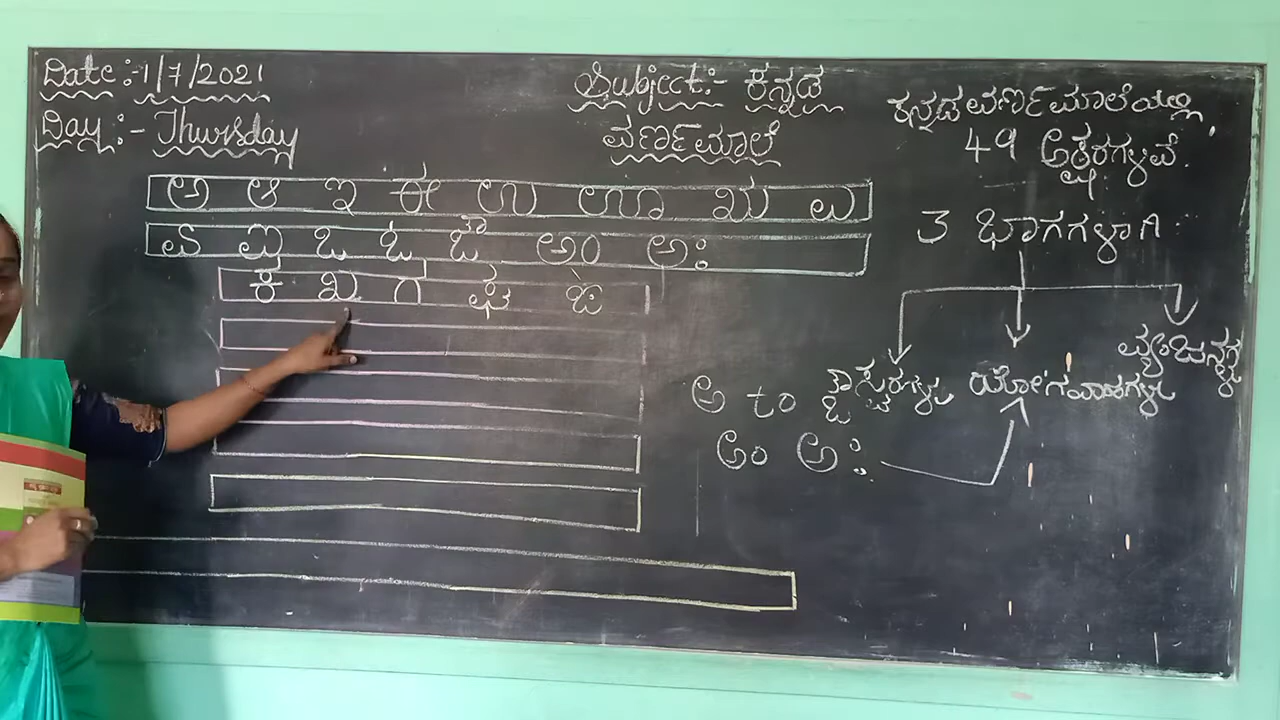 Date:-1/7/2021
Day:-Thursday
Subject:- ಕನ್ನಡ
ವರ್ಣಮಾಲೆ
ಅ ಆ ಇ ಈ ಉ ಊ ಋ ಎ
ಏ ಐ ಒ ಓ ಔ ಅಂ ಅಃ
ಕ ಖ ಗ ಘ ಙ
ಕನ್ನಡ ವರ್ಣಮಾಲೆಯಲ್ಲಿ
49 ಅಕ್ಷರಗಳಿವೆ.
3 ಭಾಗಗಳಾಗಿ:
ಅ to ಔ ಸ್ವರಗಳು ಯೋಗವಾಹಗಳು ವ್ಯಂಜನಗಳು
ಅಂ ಅಃ